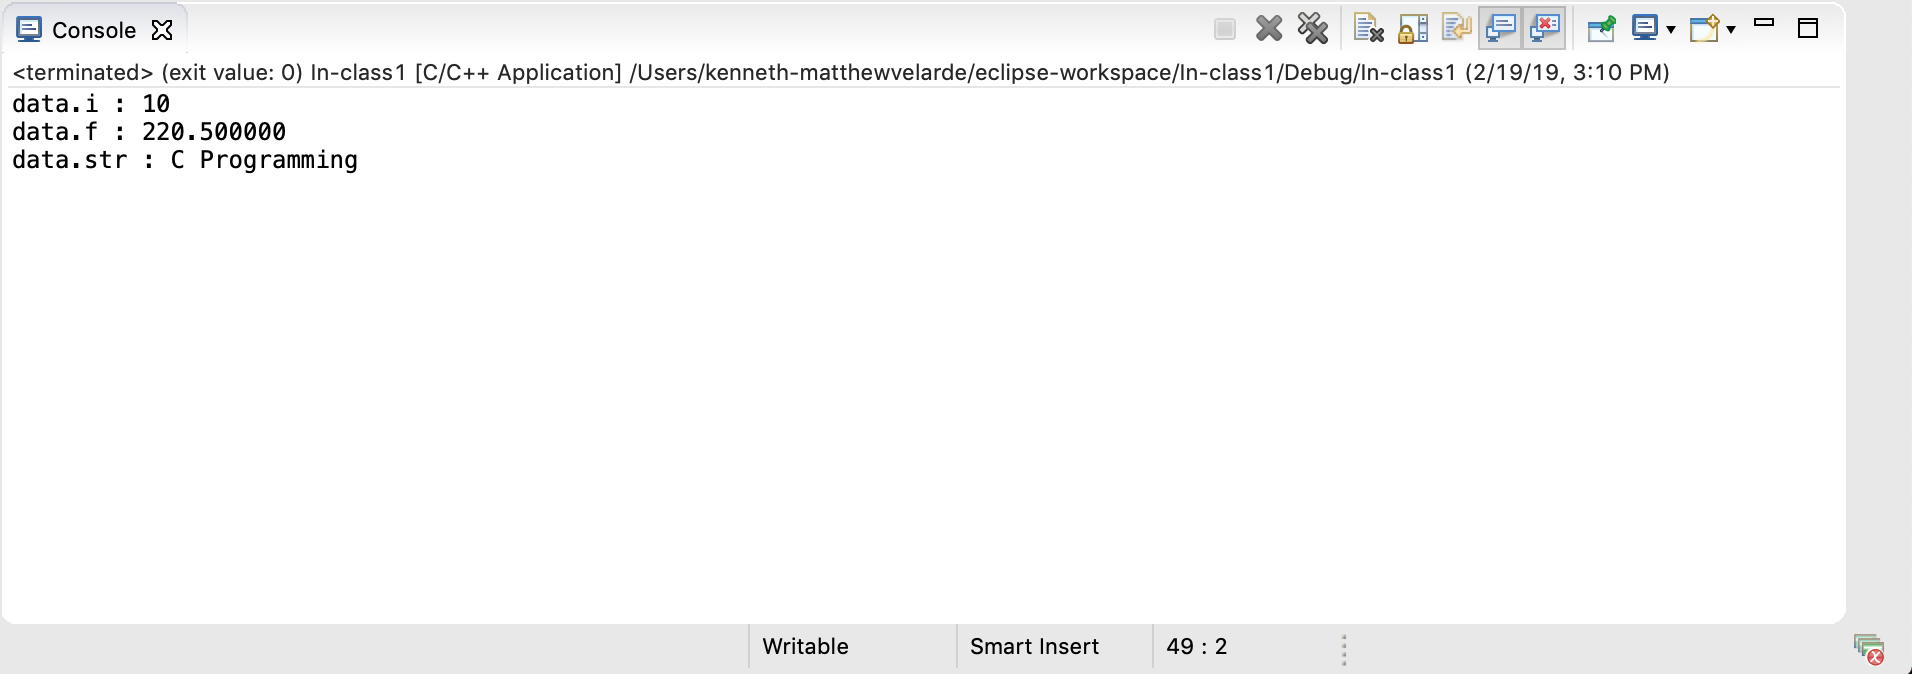 Console
<terminated> (exit value: 0) In-class1 [C/C++ Application] /Users/kenneth-matthewvelarde/eclipse-workspace/In-class1/Debug/In-class1 (2/19/19, 3:10 PM)
data.i : 10
data.f : 220.500000
data.str : C Programming
Writable
Smart Insert
49 : 2